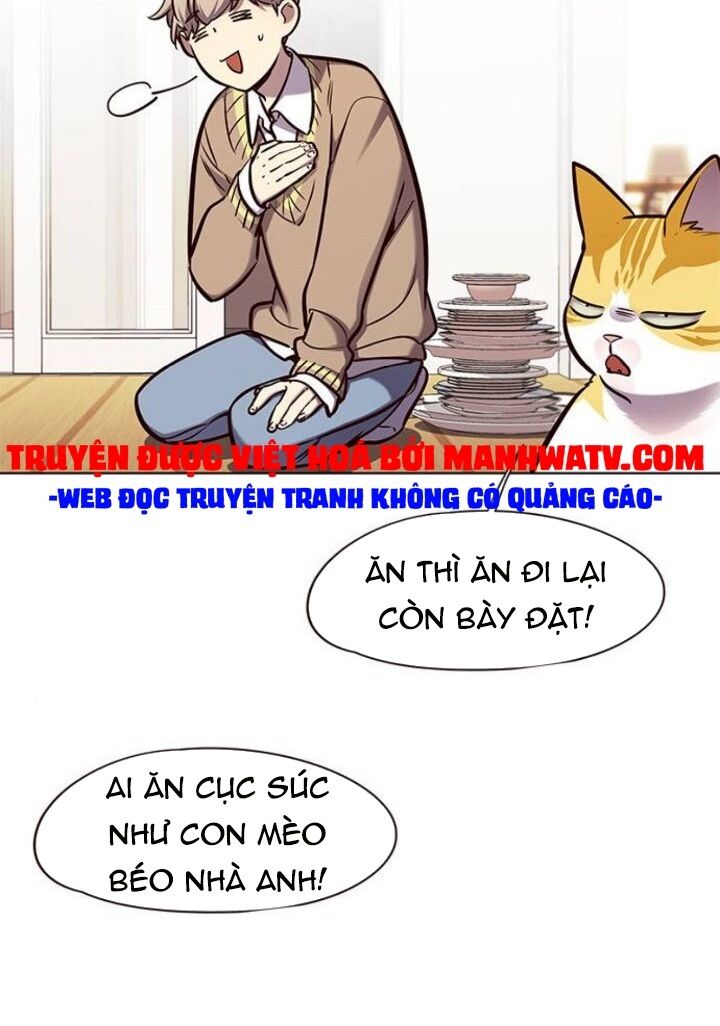 TRUYỆN ĐƯỢC VIỆT HOÁ BỞI MANHWATV.COM
-WEB ĐỌC TRUYỆN TRANH KHÔNG CÓ QUẢNG CÁO-
ĂN THÌ ĂN ĐI LẠI
CÒN BÀY ĐẶT!
AI ĂN CỤC SÚC
NHƯ CON MÈO
BÉO NHÀ ANH!